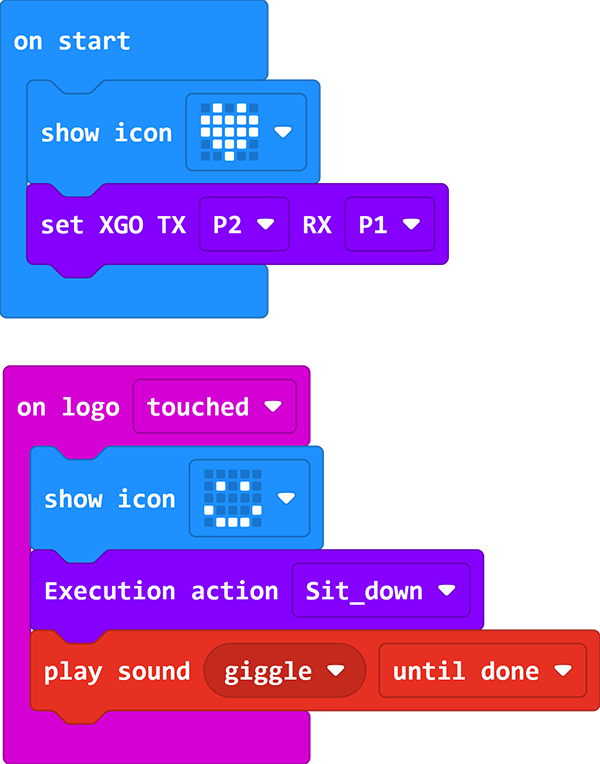 on start
show icon
set XGO TX P2 RX P1
on logo touched
show icon
Execution action Sit_down
play sound giggle until done